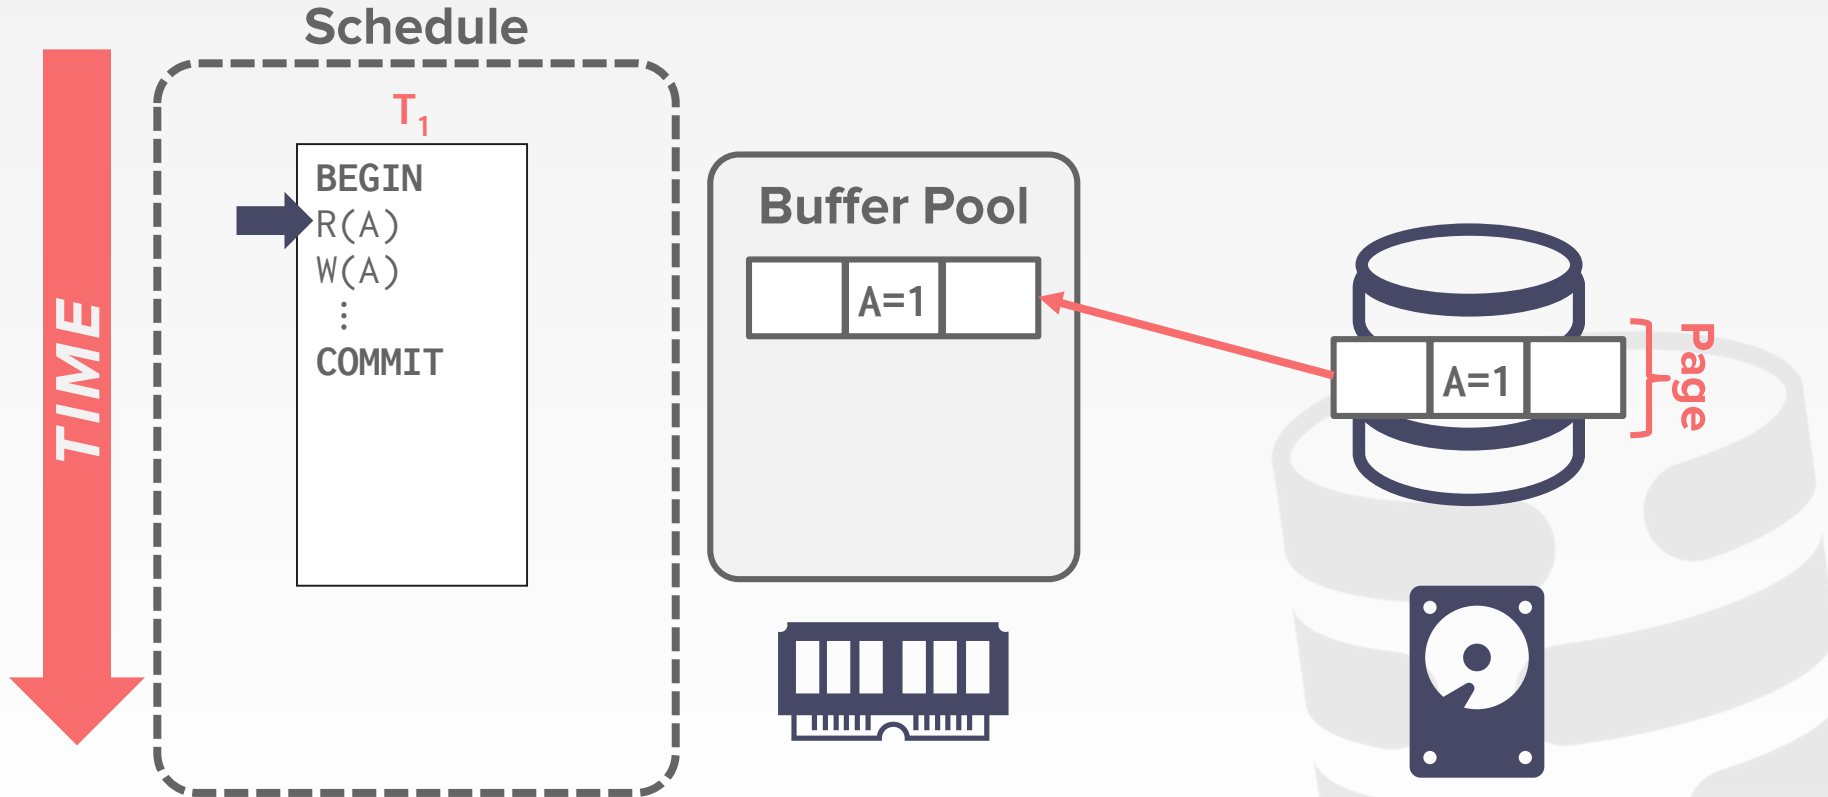 Schedule
TIME
T₁
BEGIN
R(A)
W(A)
⋮
COMMIT
Buffer Pool
A=1
A=1
Page